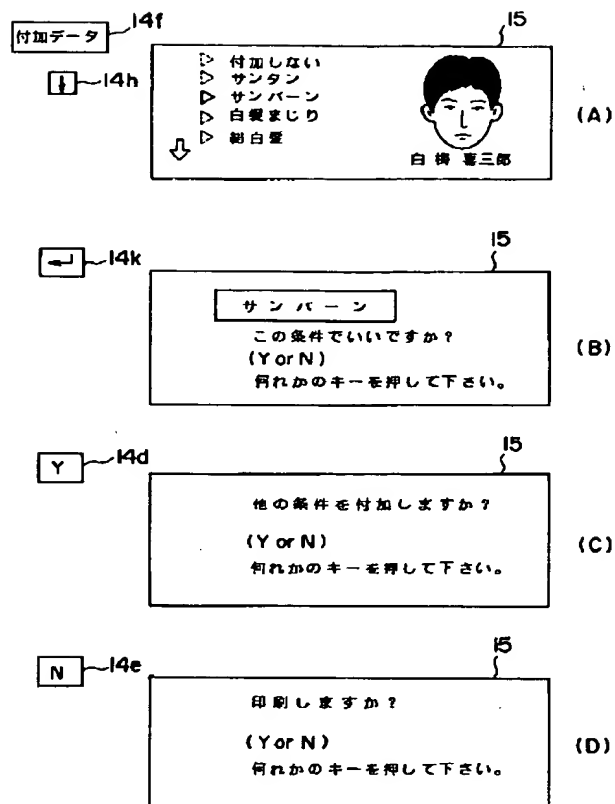 付加データ 14f
15
14h
付加しない
サンタン
サンバーン
白髪まじり
総白髪
白梅 喜三郎
(A)
14k
15
サンバーン
この条件でいいですか?
(Y or N)
何れかのキーを押して下さい。
(B)
Y 14d
15
他の条件を付加しますか?
(Y or N)
何れかのキーを押して下さい。
(C)
N 14e
15
印刷しますか?
(Y or N)
何れかのキーを押して下さい。
(D)